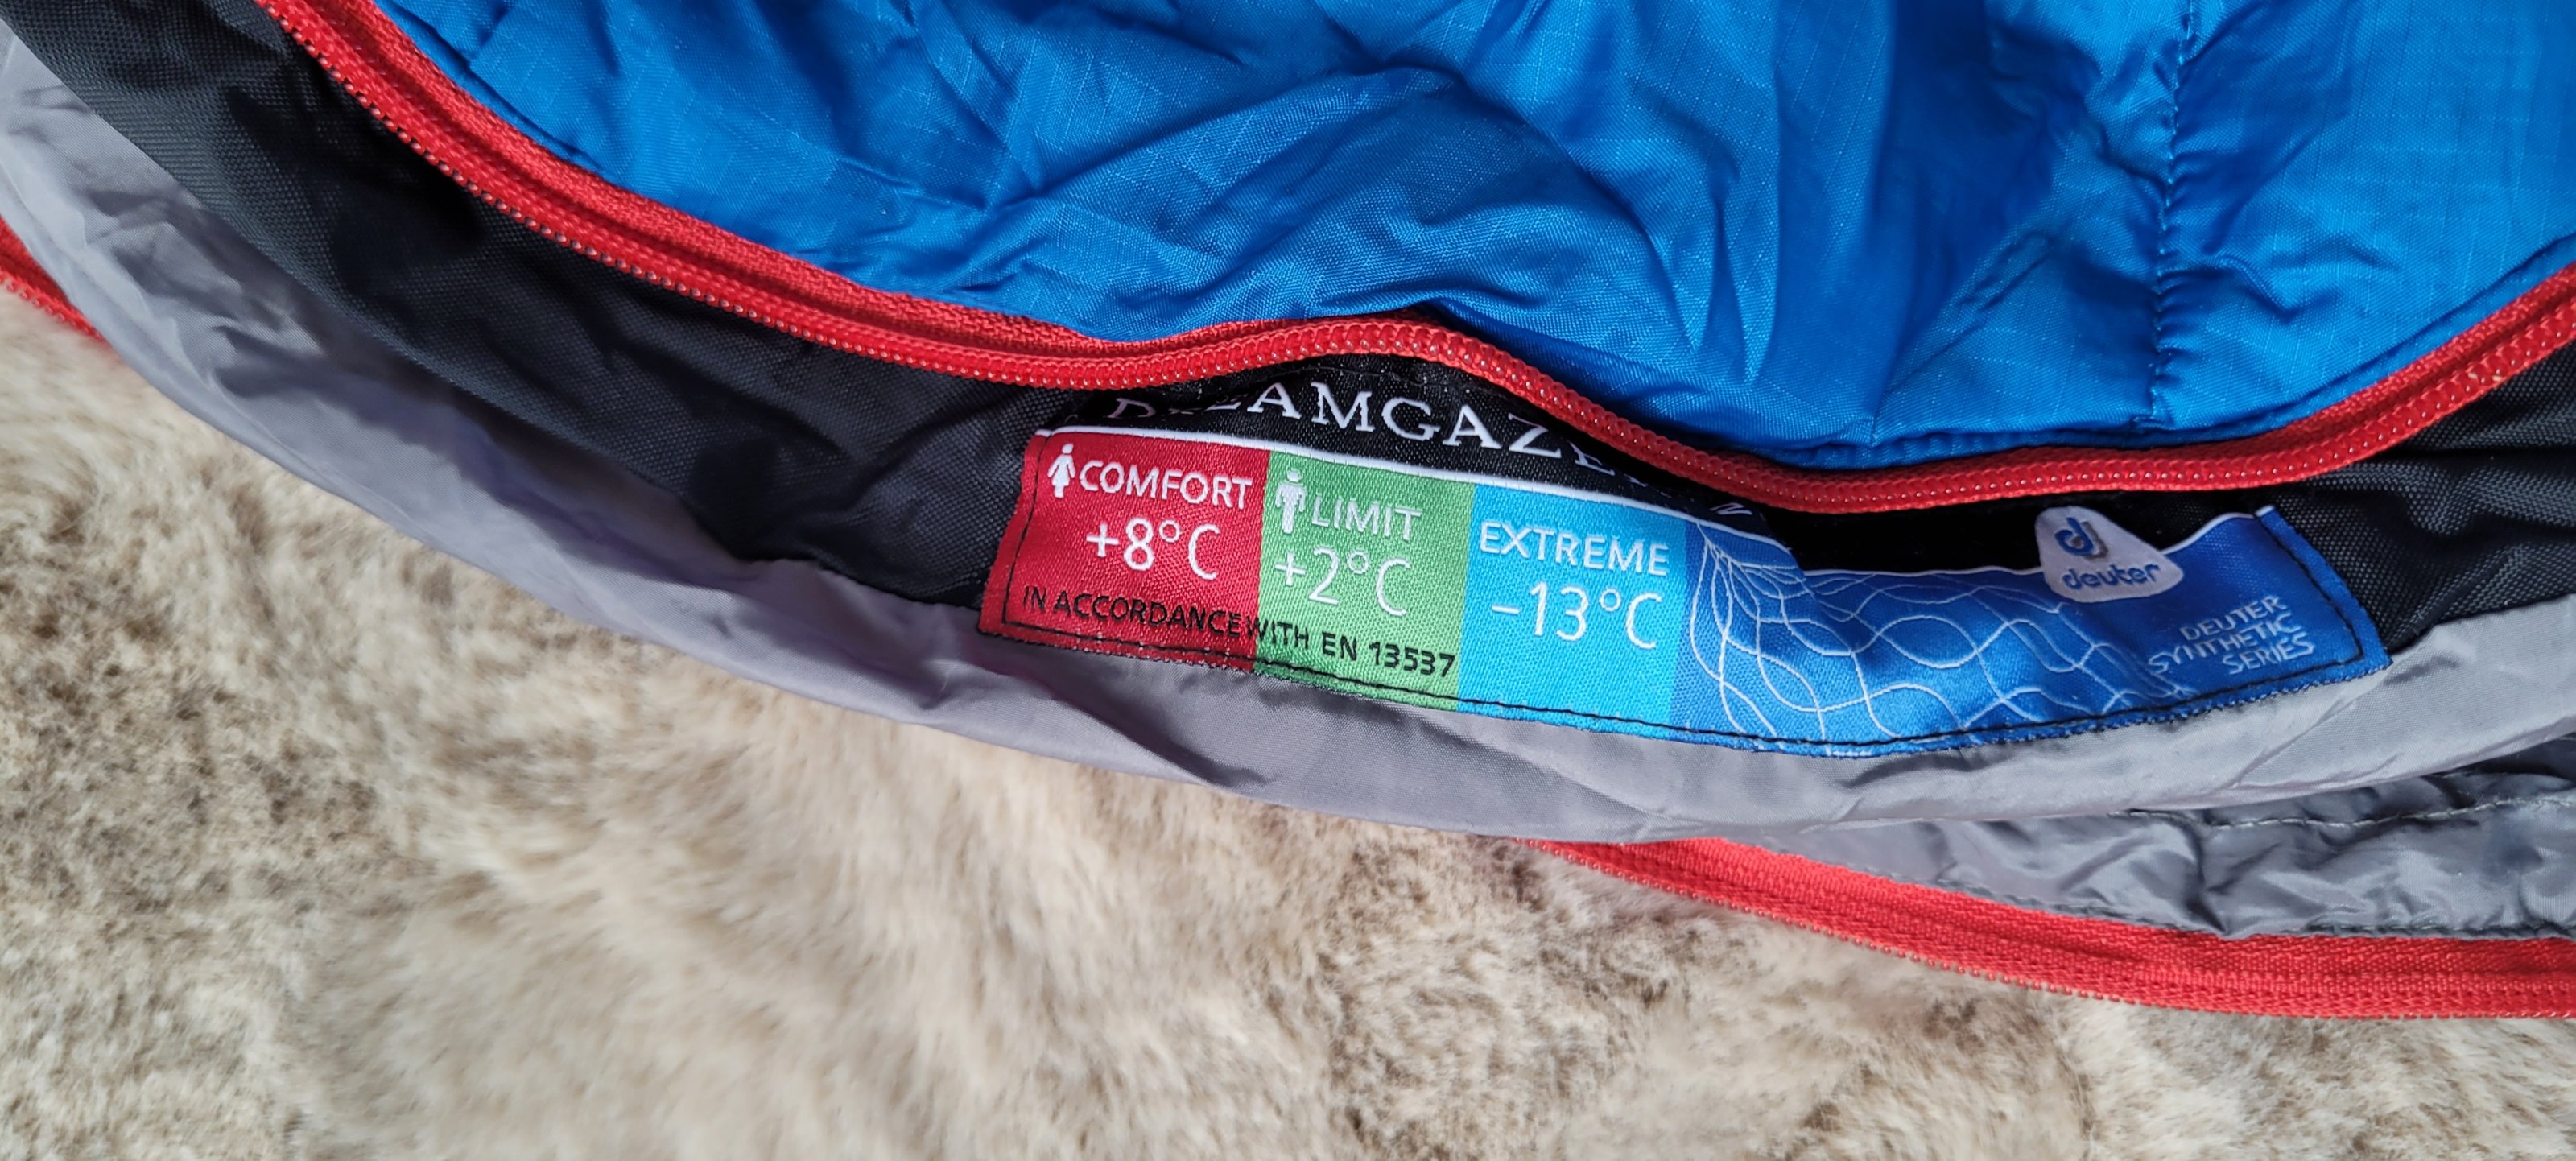 COMFORT
+8°C
LIMIT
+2°C
EXTREME
-13°C
IN ACCORDANCE WITH EN 13537
deuter
DEUTER
SYNTHETIC
SERIES